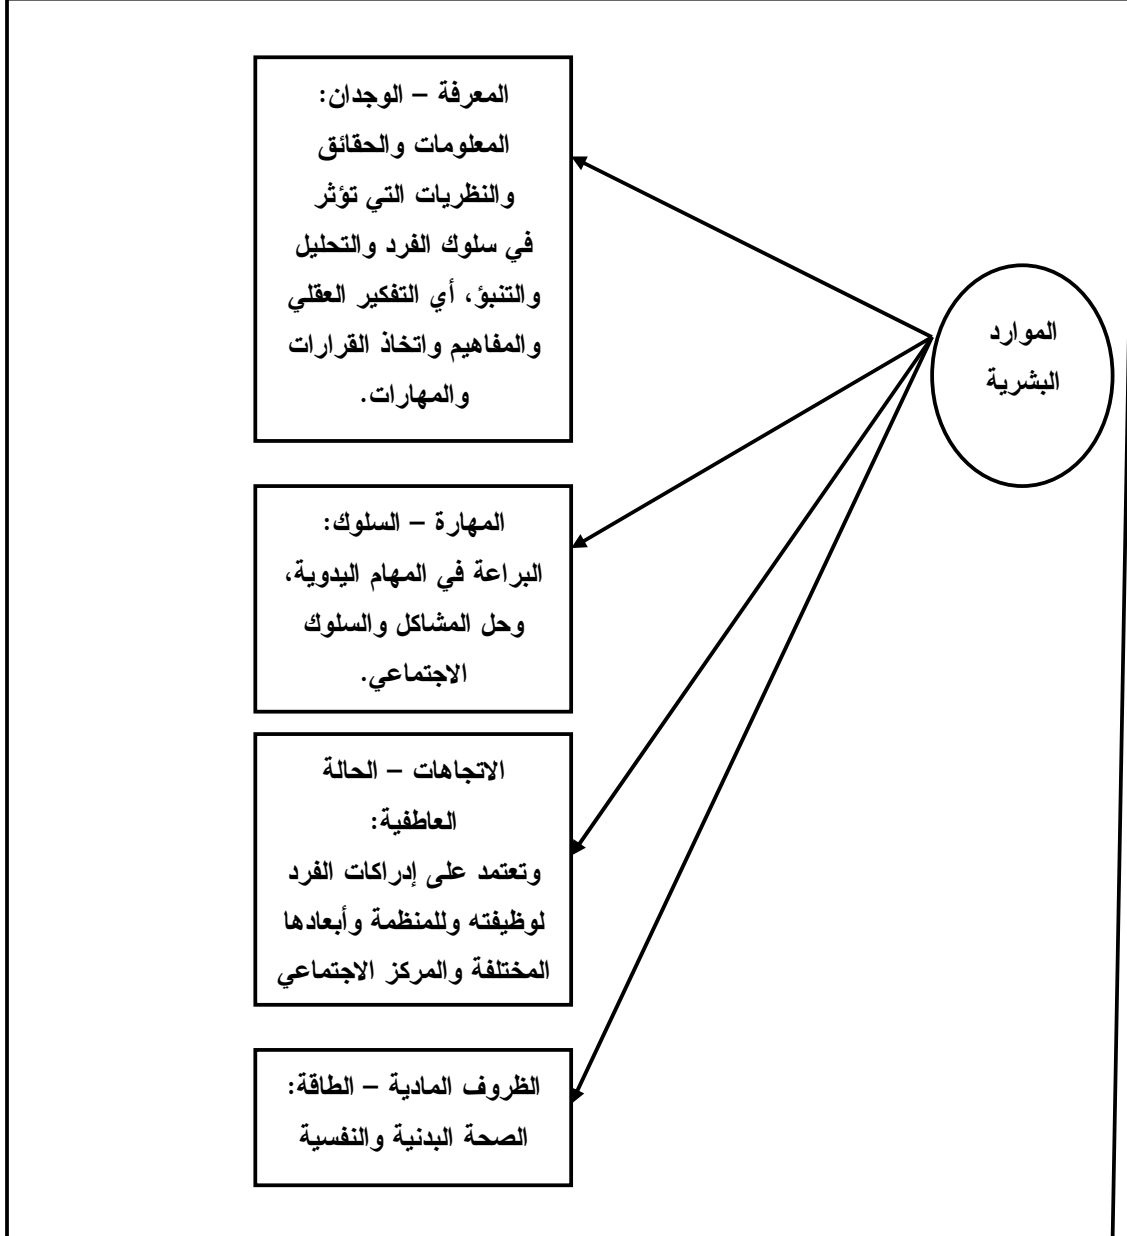 الموارد
البشرية
المعرفة – الوجدان:
المعلومات والحقائق
والنظريات التي تؤثر
في سلوك الفرد والتحليل
والتنبؤ، أي التفكير العقلي
والمفاهيم واتخاذ القرارات
والمهارات.
المهارة – السلوك:
البراعة في المهام اليدوية،
وحل المشاكل والسلوك
الاجتماعي.
الاتجاهات – الحالة
العاطفية:
وتعتمد على إدراكات الفرد
لوظيفته وللمنظمة وأبعادها
المختلفة والمركز الاجتماعي
الظروف المادية – الطاقة:
الصحة البدنية والنفسية